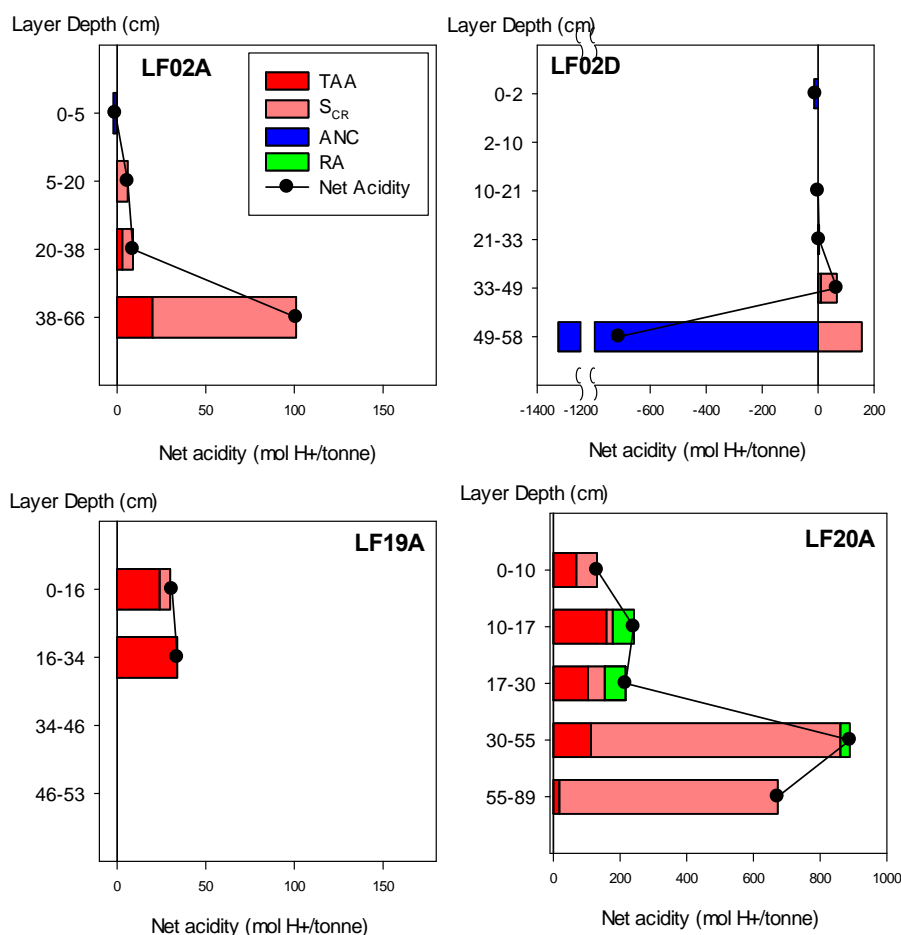 Layer Depth (cm)
LF02A
0-5
5-20
20-38
38-66
TAA
S_CR
ANC
RA
Net Acidity
0 50 100 150
Net acidity (mol H+/tonne)
Layer Depth (cm)
LF02D
0-2
2-10
10-21
21-33
33-49
49-58
-1400 -1200 -600 -400 -200 0 200
Net acidity (mol H+/tonne)
Layer Depth (cm)
LF19A
0-16
16-34
34-46
46-53
0 50 100 150
Net acidity (mol H+/tonne)
Layer Depth (cm)
LF20A
0-10
10-17
17-30
30-55
55-89
0 200 400 600 800 1000
Net acidity (mol H+/tonne)